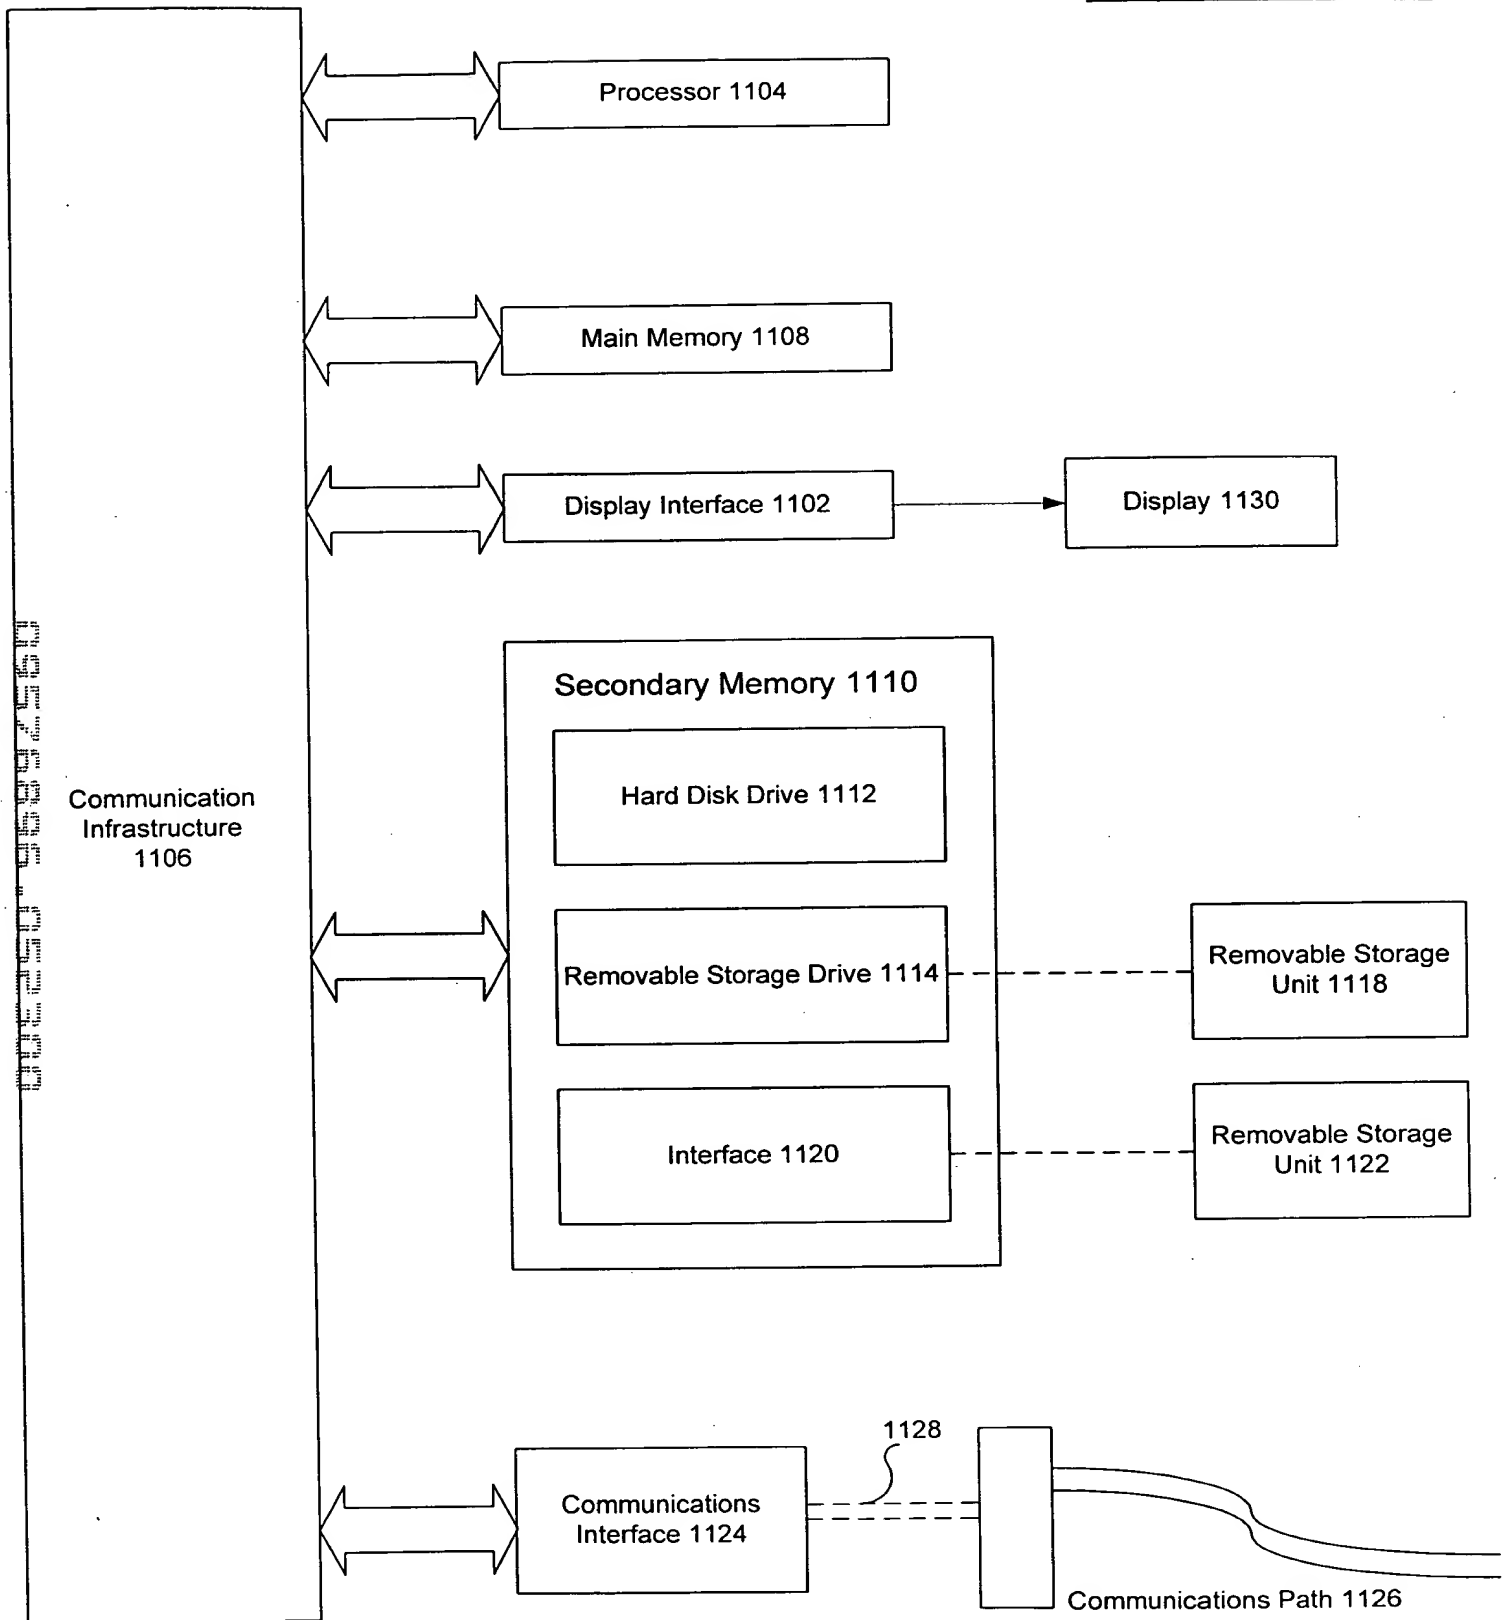 Processor 1104
Main Memory 1108
Display Interface 1102
Display 1130
Secondary Memory 1110
Hard Disk Drive 1112
Communication
Infrastructure
1106
Removable Storage Drive 1114
Removable Storage
Unit 1118
Interface 1120
Removable Storage
Unit 1122
1128
Communications
Interface 1124
Communications Path 1126